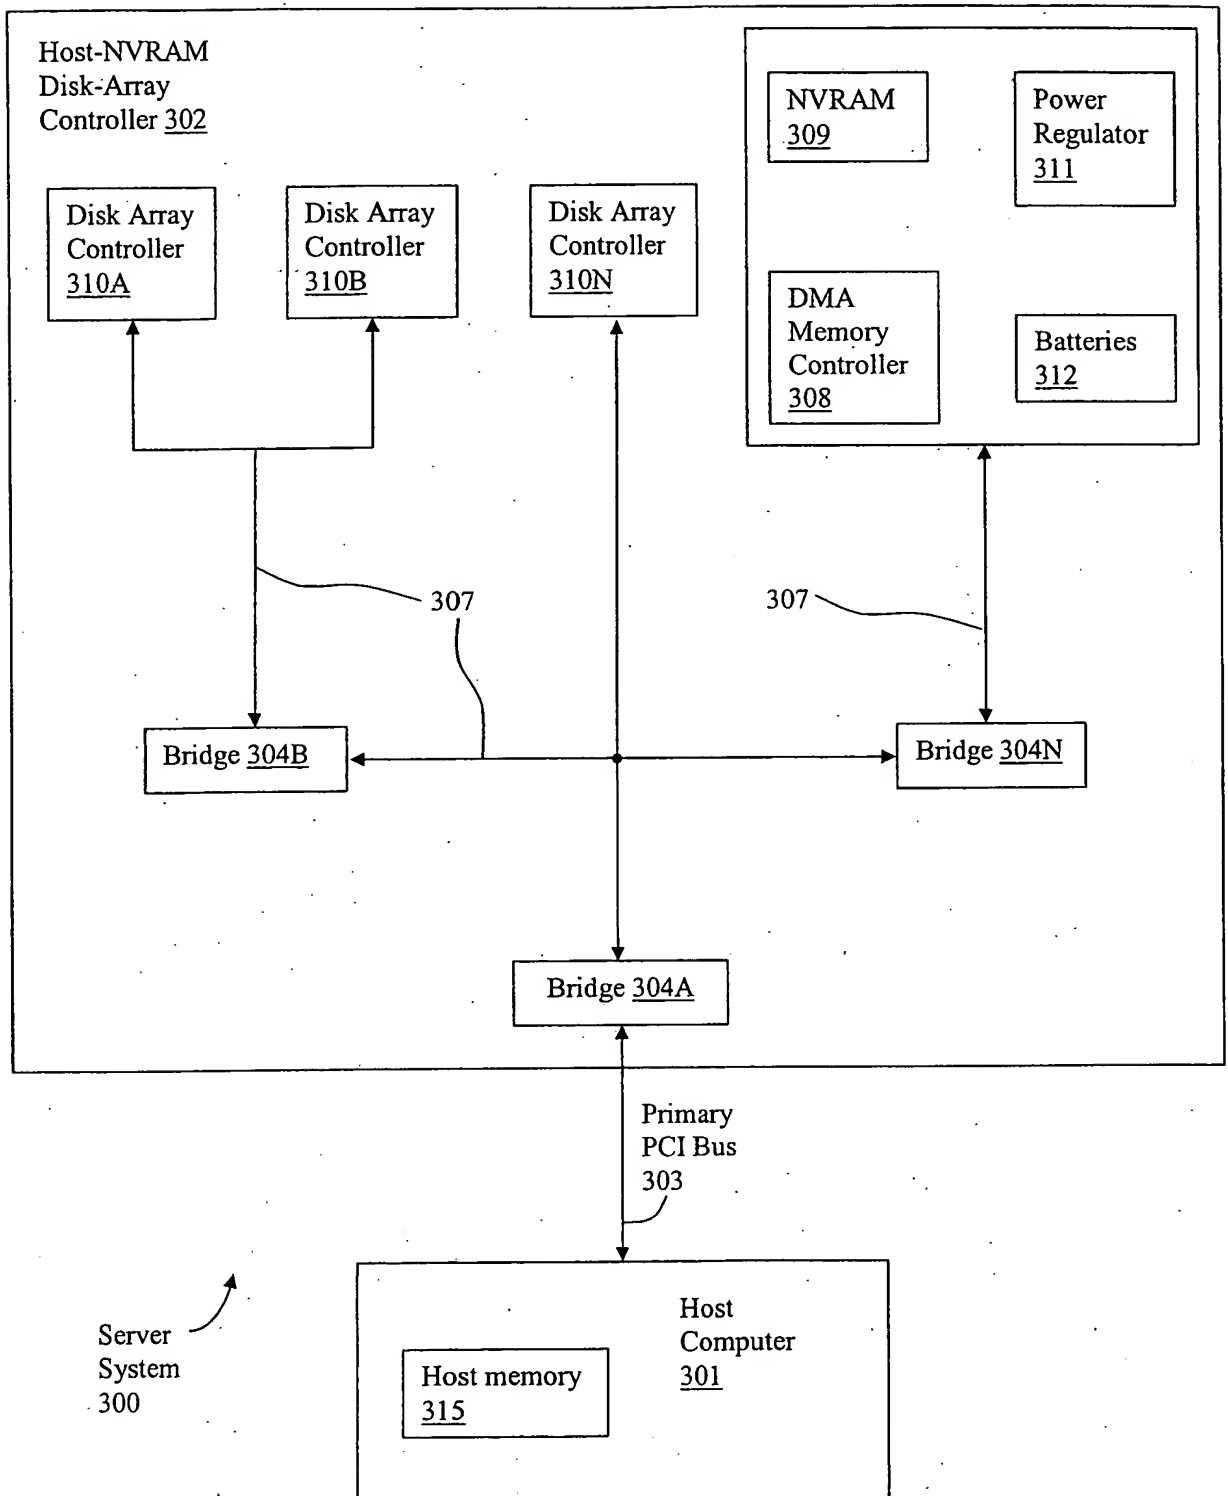 Host-NVRAM
Disk-Array
Controller 302
NVRAM
309
Power
Regulator
311
Disk Array
Controller
310A
Disk Array
Controller
310B
Disk Array
Controller
310N
DMA
Memory
Controller
308
Batteries
312
307
307
Bridge 304B
Bridge 304N
Bridge 304A
Primary
PCI Bus
303
Server
System
300
Host
Computer
301
Host memory
315